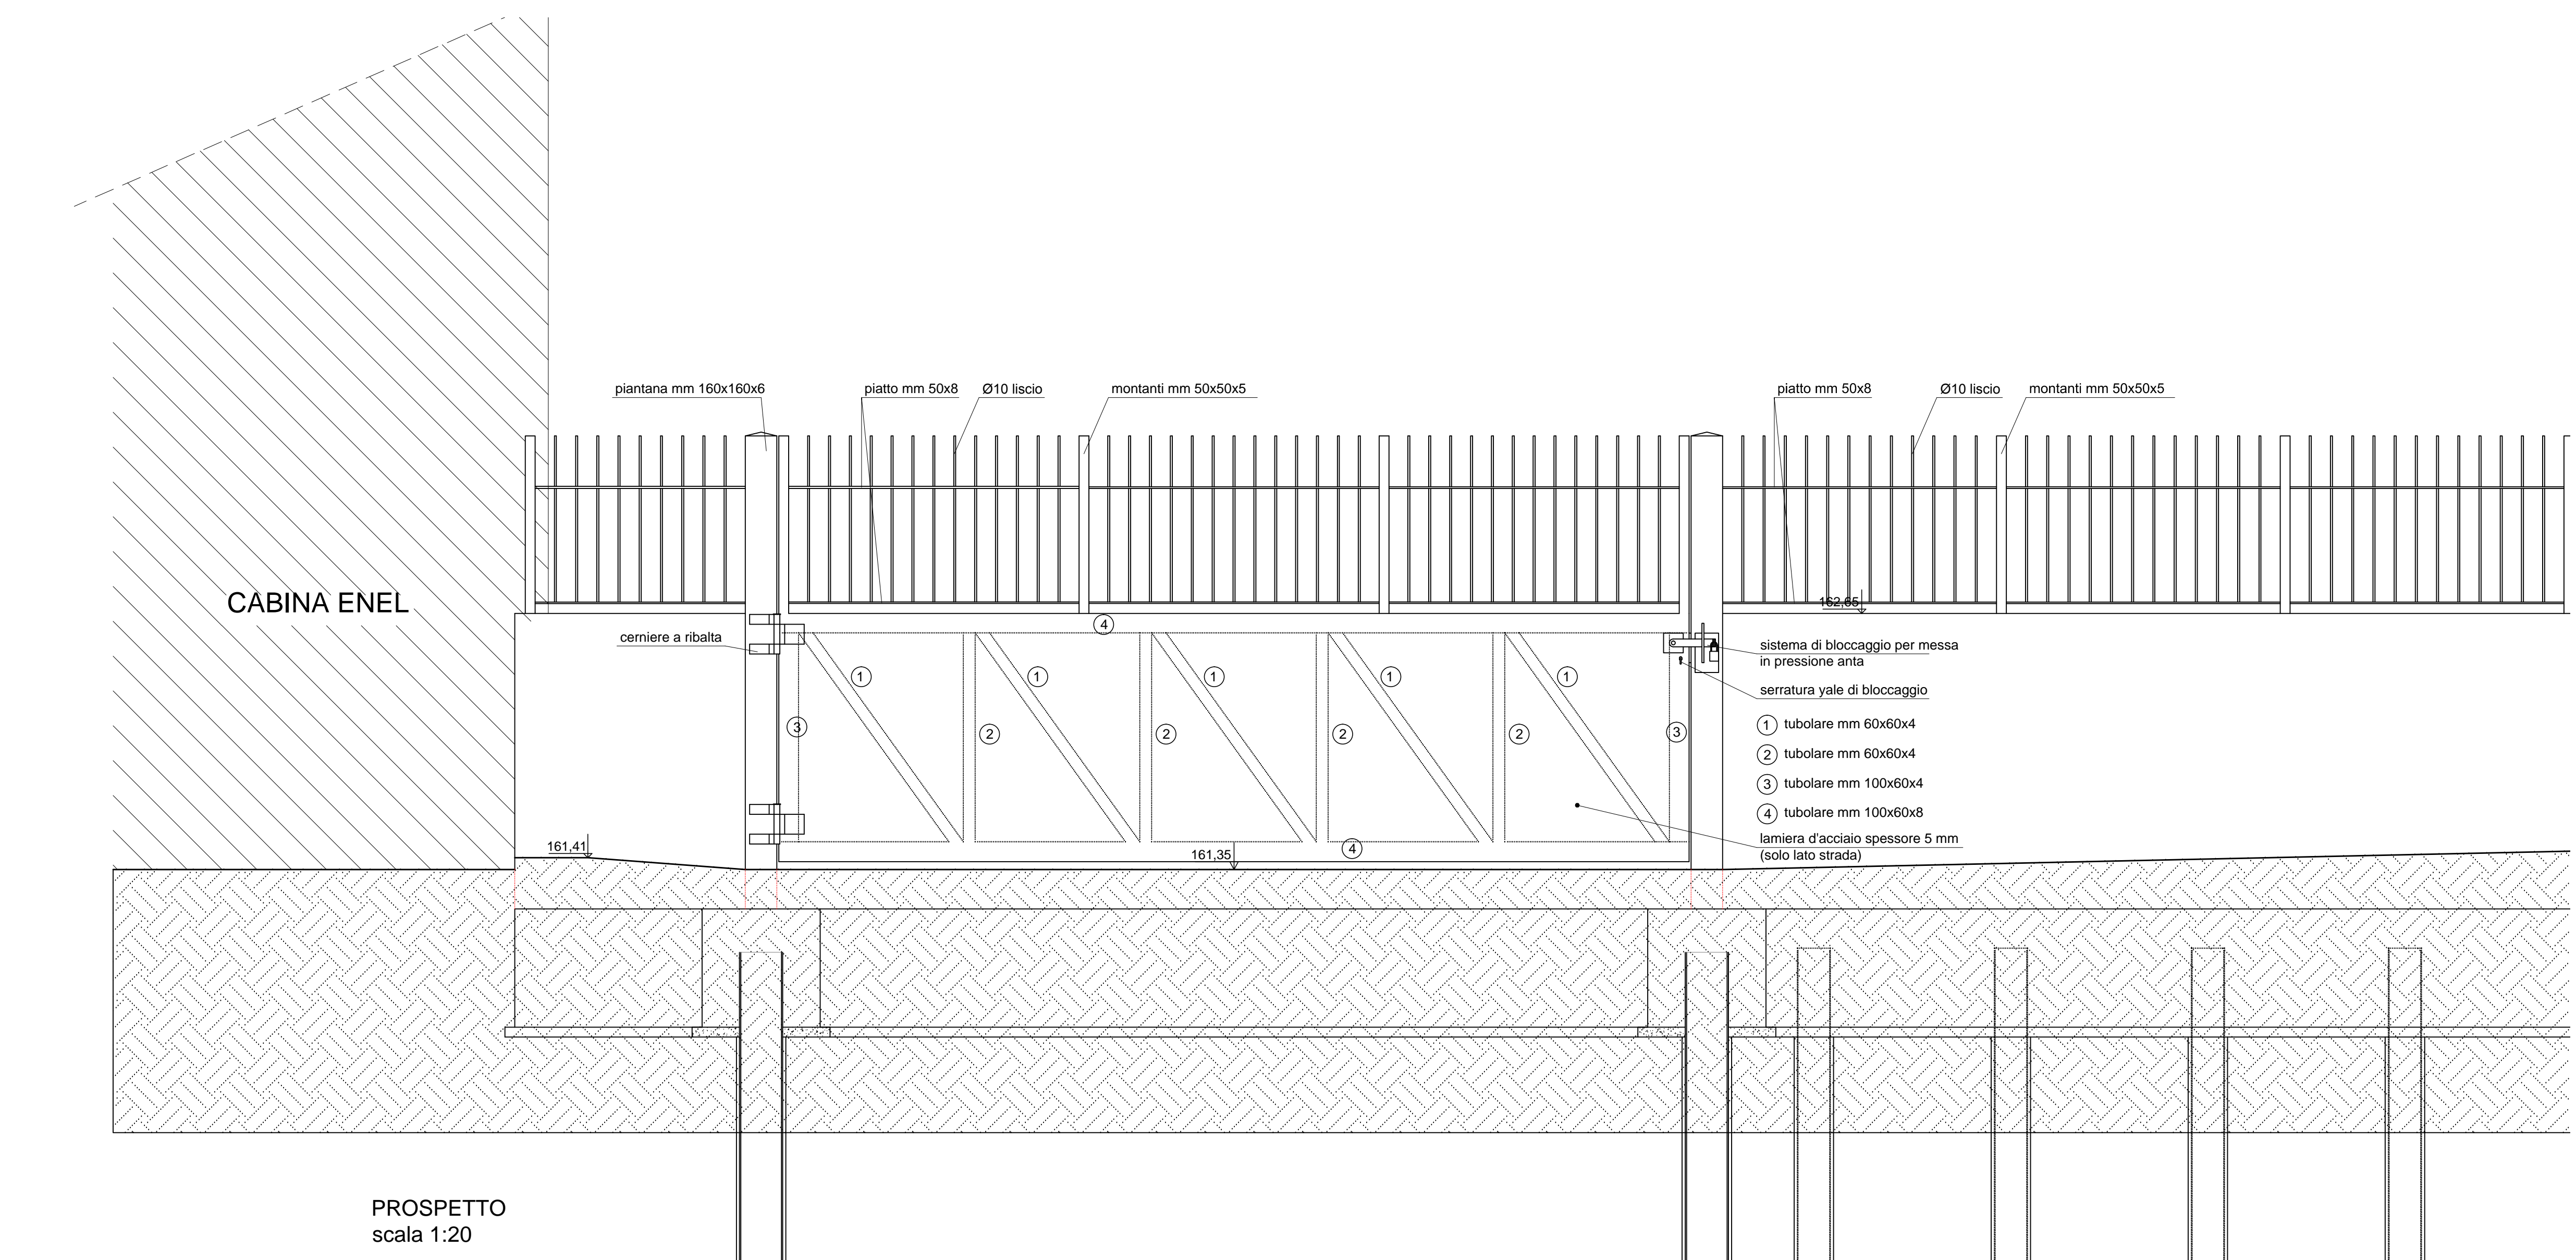 piantana mm 160x160x6
piatto mm 50x8
Ø10 liscio
montanti mm 50x50x5
piatto mm 50x8
Ø10 liscio
montanti mm 50x50x5
CABINA ENEL
162,65
4
cerniere a ribalta
sistema di bloccaggio per messa
in pressione anta
1
1
1
1
1
serratura yale di bloccaggio
3
2
2
2
2
3
1 tubolare mm 60x60x4
2 tubolare mm 60x60x4
3 tubolare mm 100x60x4
4 tubolare mm 100x60x8
lamiera d'acciaio spessore 5 mm
(solo lato strada)
161,41
161,35
4
PROSPETTO
scala 1:20